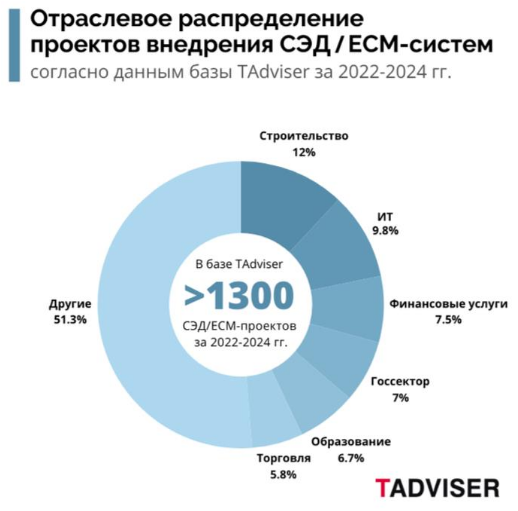 Отраслевое распределение
проектов внедрения СЭД / ECM-систем
согласно данным базы TAdviser за 2022-2024 гг.
Строительство
12%
ИТ
9.8%
Финансовые услуги
7.5%
Госсектор
7%
Образование
6.7%
Торговля
5.8%
Другие
51.3%
В базе TAdviser
>1300
СЭД/ECM-проектов
за 2022-2024 гг.
TADVISER